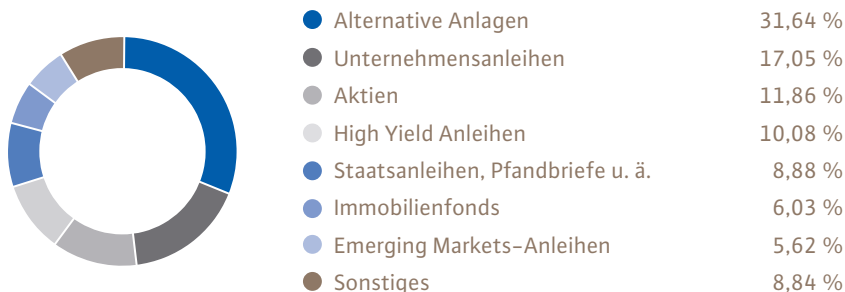 Alternative Anlagen 31,64 %
Unternehmensanleihen 17,05 %
Aktien 11,86 %
High Yield Anleihen 10,08 %
Staatsanleihen, Pfandbriefe u. ä. 8,88 %
Immobilienfonds 6,03 %
Emerging Markets-Anleihen 5,62 %
Sonstiges 8,84 %